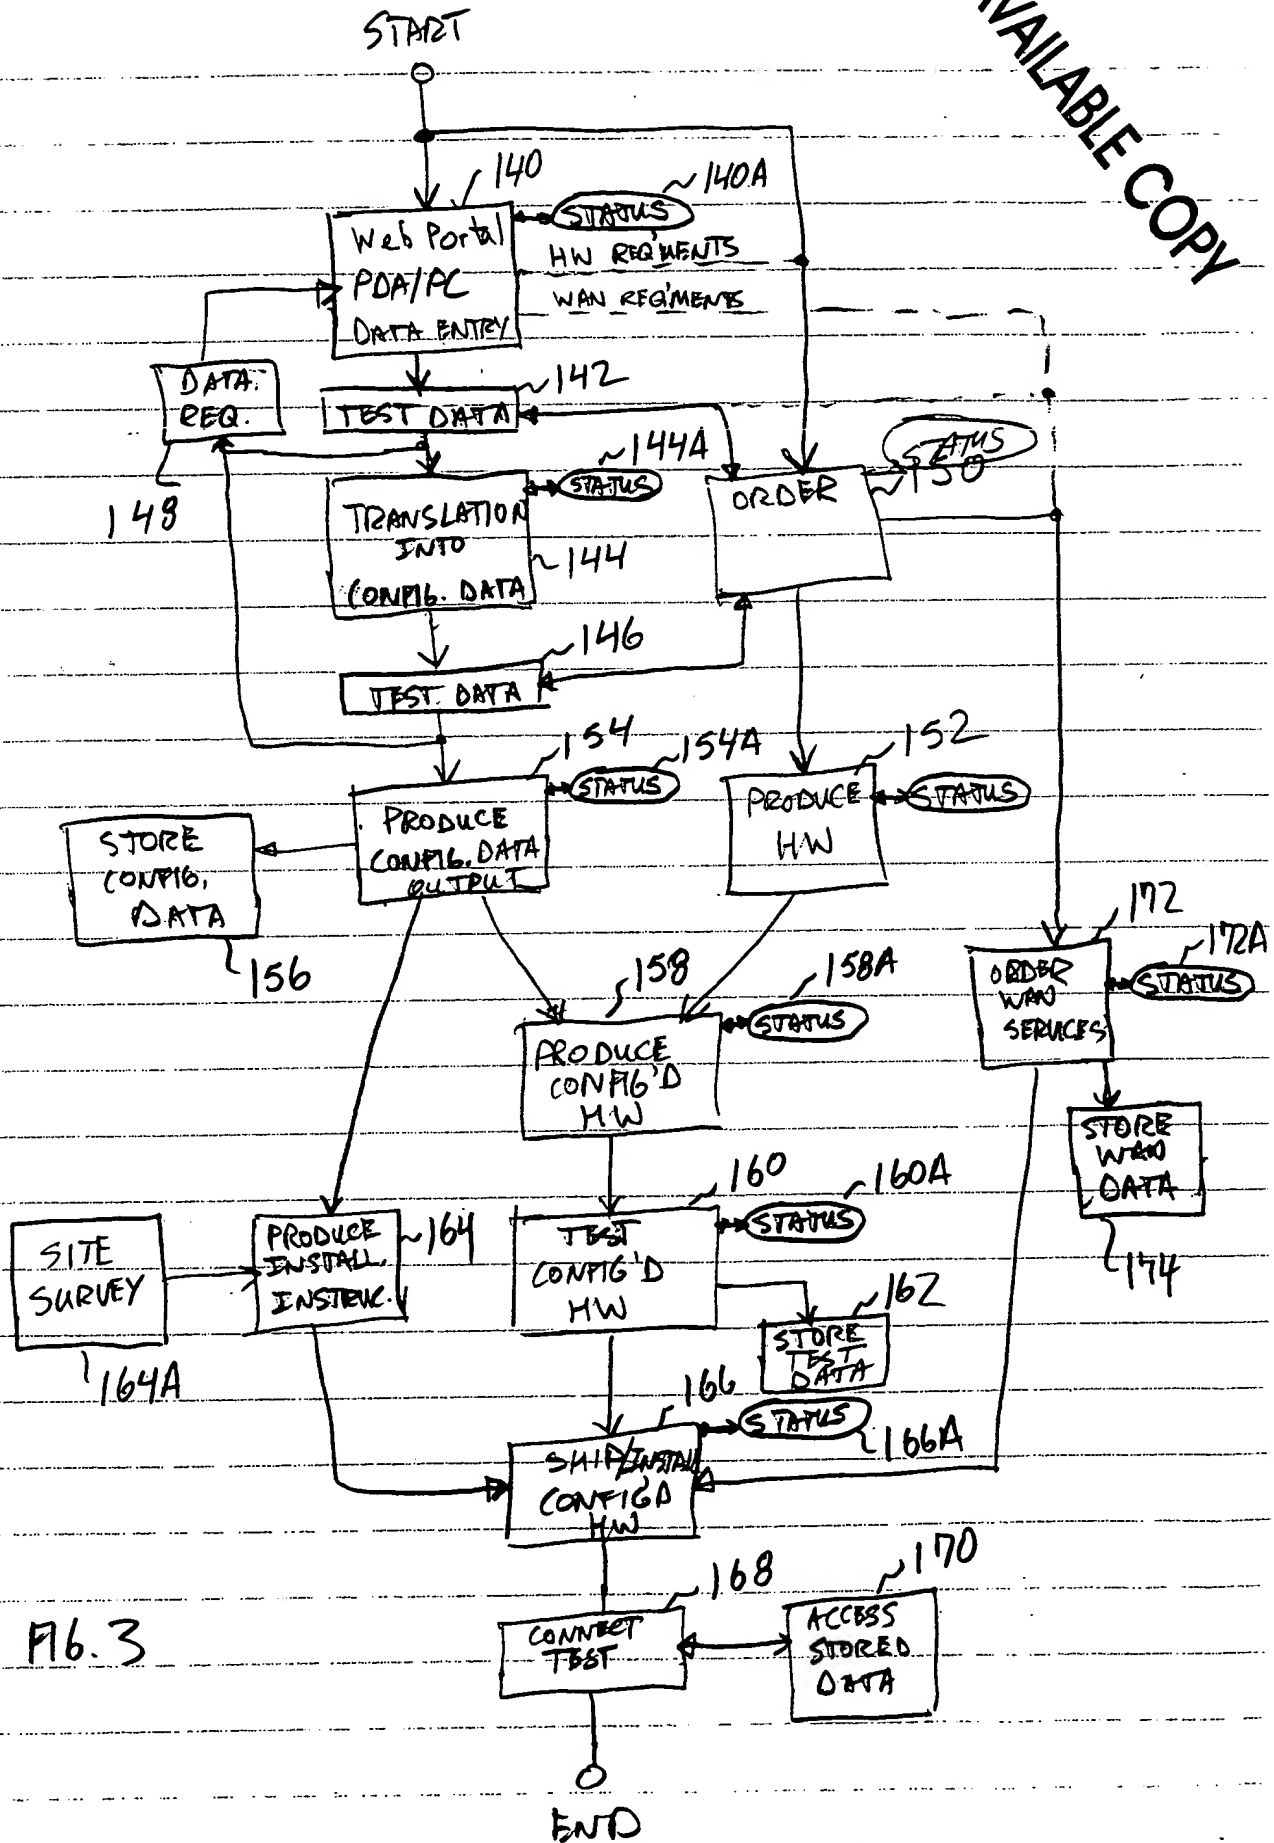 START
AVAILABLE COPY
140
140A
STATUS
Web Portal
PDA/PC
DATA ENTRY
HW REQ'MENTS
WAN REQ'MENTS
DATA.
REQ.
148
142
TEST DATA
144A
STATUS
TRANSLATION
INTO
CONFIG. DATA
144
STATUS
150
ORDER
146
TEST. DATA
154
154A
STATUS
PRODUCE
CONFIG. DATA
OUTPUT
152
STATUS
PRODUCE
HW
STORE
CONFIG.
DATA
156
158
158A
STATUS
PRODUCE
CONFIG'D
HW
172
172A
STATUS
ORDER
WAN
SERVICES
STORE
WAN
DATA
174
160
160A
STATUS
TEST
CONFIG'D
HW
SITE
SURVEY
164A
PRODUCE
INSTALL.
INSTRUC.
164
162
STORE
TEST
DATA
166
STATUS
166A
SHIP/INSTALL
CONFIG'D
HW
168
CONNECT
TEST
170
ACCESS
STORED
DATA
FIG. 3
END